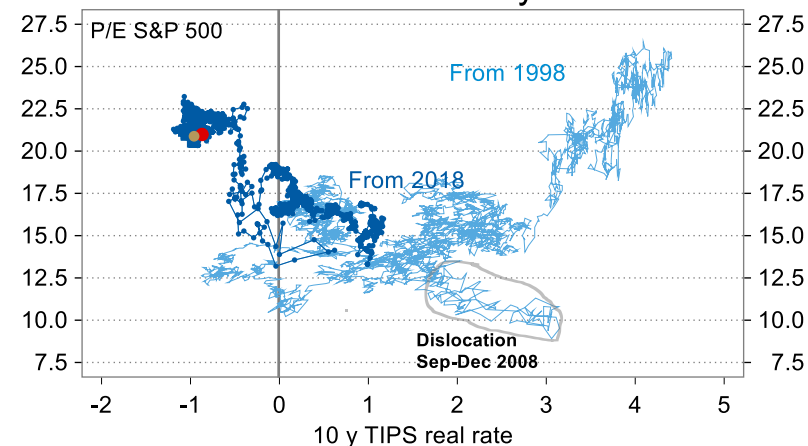 P/E S&P 500
27.5
27.5
From 1998
25.0
25.0
22.5
22.5
20.0
20.0
From 2018
17.5
17.5
15.0
15.0
12.5
12.5
10.0
10.0
Dislocation
Sep-Dec 2008
7.5
7.5
-2 -1 0 1 2 3 4 5
10 y TIPS real rate